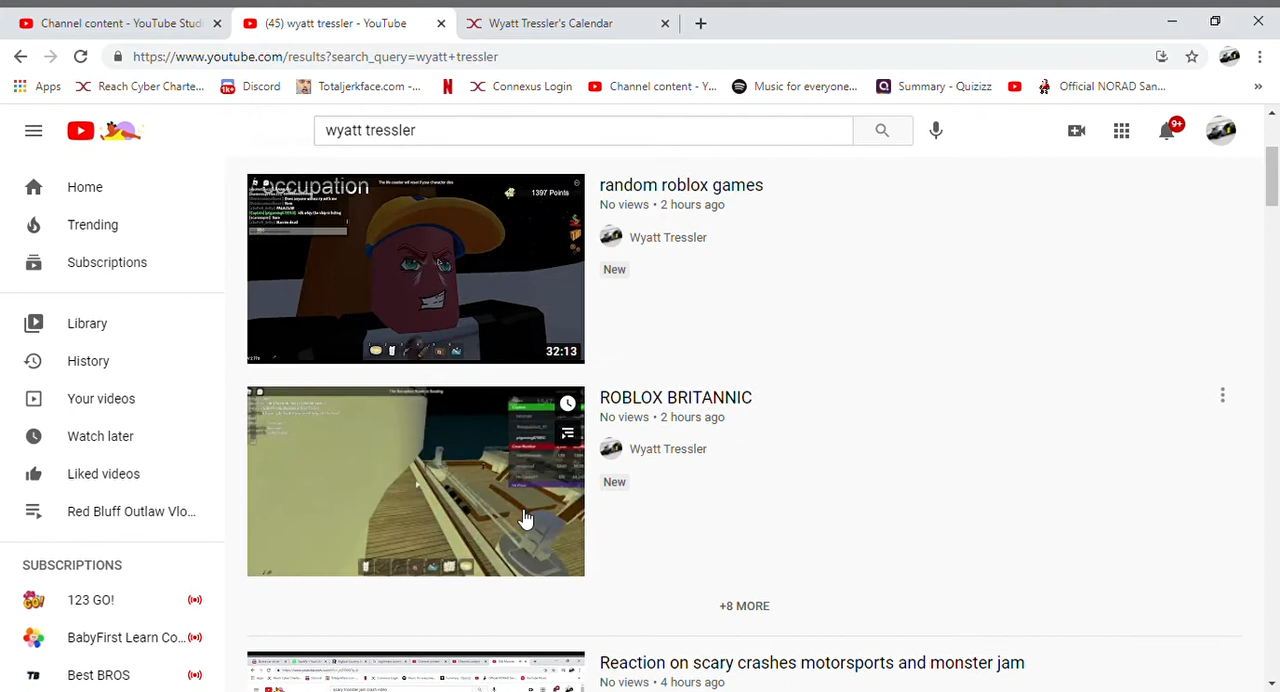 Channel content - YouTube Studi
(45) wyatt tressler - YouTube
Wyatt Tressler's Calendar
https://www.youtube.com/results?search_query=wyatt+tressler
Apps
Reach Cyber Charte...
1k+
Discord
Totaljerkface.com -...
Connexus Login
Channel content - Y...
Music for everyone...
Summary - Quizizz
Official NORAD San...
»
wyatt tressler
9+
Home
Trending
Subscriptions
Library
History
Your videos
Watch later
Liked videos
Red Bluff Outlaw Vlo...
SUBSCRIPTIONS
123 GO!
BabyFirst Learn Co...
Best BROS
Occupation
1397 Points
32:13
random roblox games
No views • 2 hours ago
Wyatt Tressler
New
ROBLOX BRITANNIC
No views • 2 hours ago
Wyatt Tressler
New
+8 MORE
Reaction on grave
to motorsports and monster jam
No views • 4 hours ago